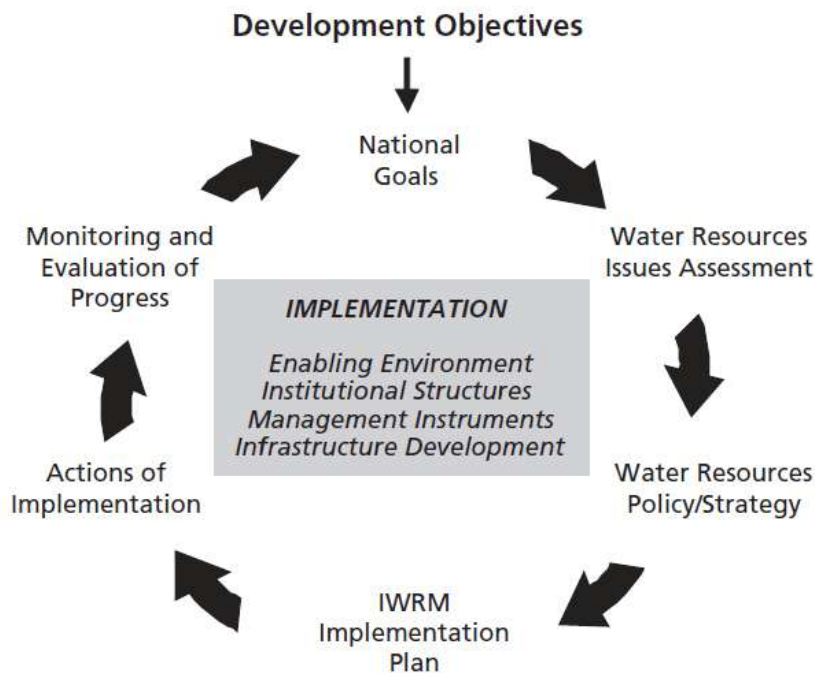 Development Objectives
National
Goals
Water Resources
Issues Assessment
Water Resources
Policy/Strategy
IWRM
Implementation
Plan
Actions of
Implementation
Monitoring and
Evaluation of
Progress
IMPLEMENTATION
Enabling Environment
Institutional Structures
Management Instruments
Infrastructure Development